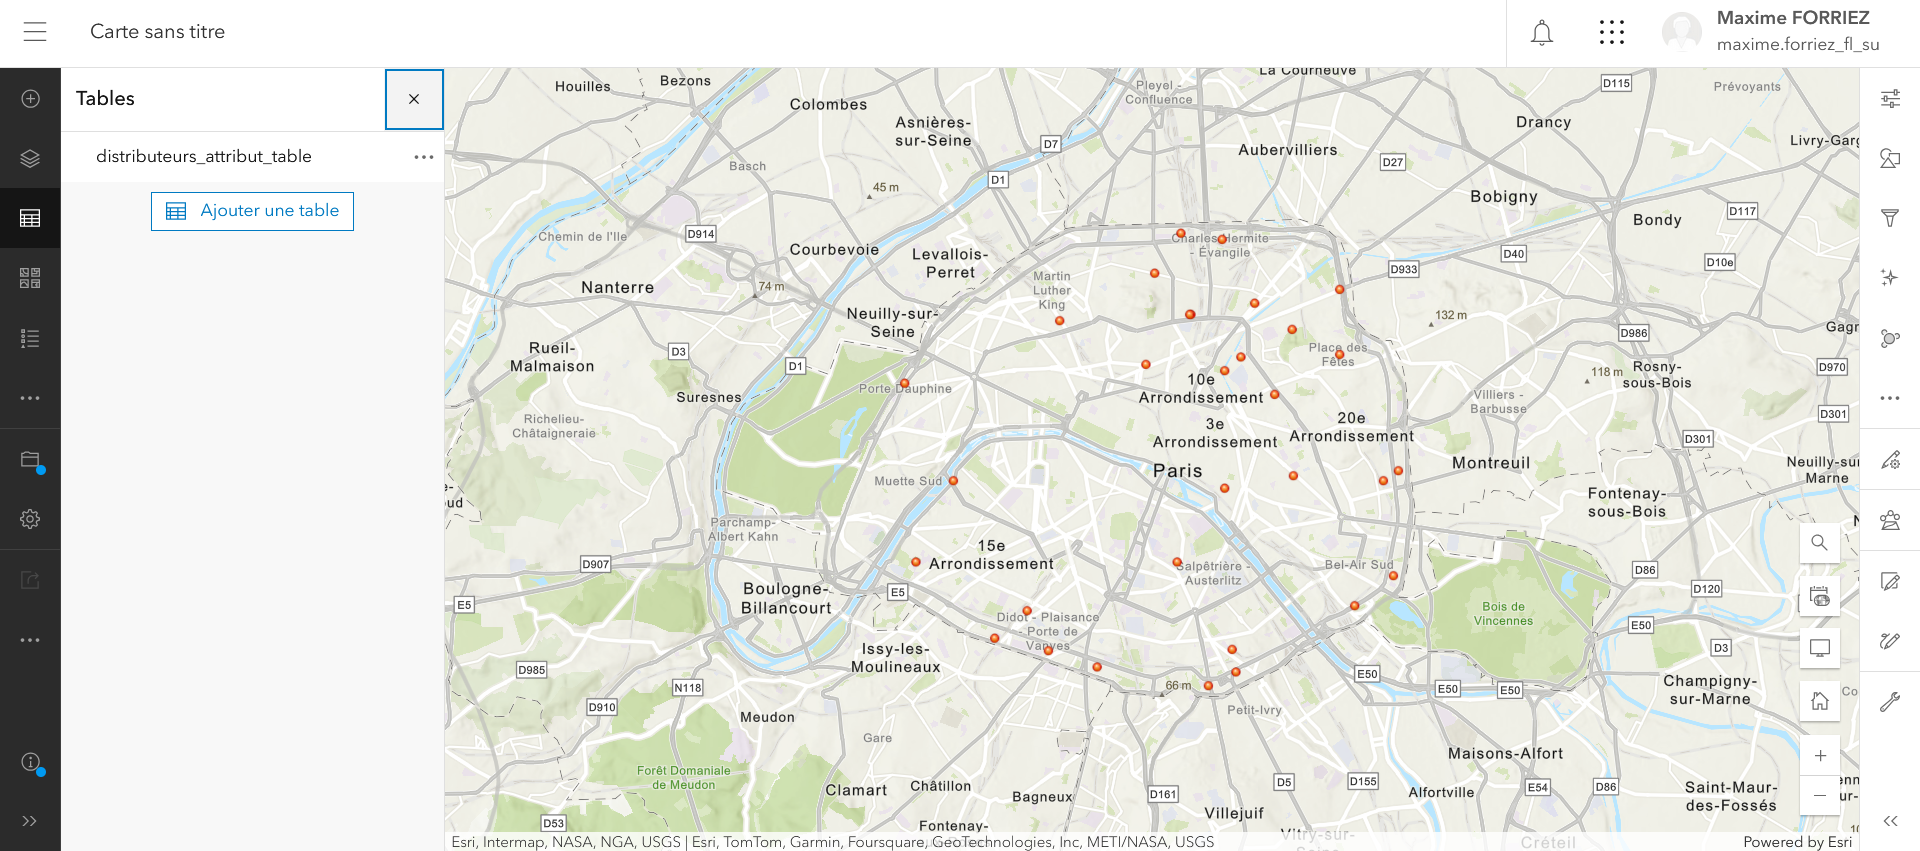 Carte sans titre
Maxime FORRIEZ
maxime.forriez_fl_su
Tables
distributeurs_attribut_table
Ajouter une table
Houilles
Bezons
Colombes
Asnières-
sur-Seine
Pleyel -
Confluence
La Courneuve
D115
Prévoyants
Drancy
Livry-Garg
D7
Aubervilliers
D27
Basch
D1
45 m
Bobigny
Bondy
D117
Chemin de l'Ile
D914
Courbevoie
Levallois-
Perret
Charles Hermite
- Évangile
D933
D40
D10e
Nanterre
74 m
Martin
Luther
King
Neuilly-sur-
Seine
132 m
D986
Gagn
Rueil-
Malmaison
D3
D1
Place des
Fêtes
Rosny-
sous-Bois
D970
118 m
Porte Dauphine
10e
Arrondissement
Suresnes
Villiers -
Barbusse
D301
Richelieu-
Châtaigneraie
3e
Arrondissement
20e
Arrondissement
D301
Paris
Montreuil
Neuilly-sur
Marne
Muette Sud
e-
ud
Fontenay-
sous-Bois
Parchamp-
Albert Kahn
15e
Arrondissement
D907
Salpêtrière -
Austerlitz
Bel-Air Sud
D86
D120
Boulogne-
Billancourt
E5
E5
Didot - Plaisance
- Porte de
Vanves
Bois de
Vincennes
E50
Issy-les-
Moulineaux
D3
D985
N118
66 m
E50
E50
E50
Champigny-
sur-Marne
Co
D910
Meudon
Petit-Ivry
Gare
Maisons-Alfort
Forêt Domaniale
de Meudon
Clamart
Châtillon
Bagneux
D161
D5
D155
Alfortville
E54
D86
Saint-Maur-
des-Fossés
enn
-sur
Villejuif
D53
Fontenay-
Vitry-sur-
Créteil
Esri, Intermap, NASA, NGA, USGS | Esri, TomTom, Garmin, Foursquare, GeoTechnologies, Inc, METI/NASA, USGS
Powered by Esri